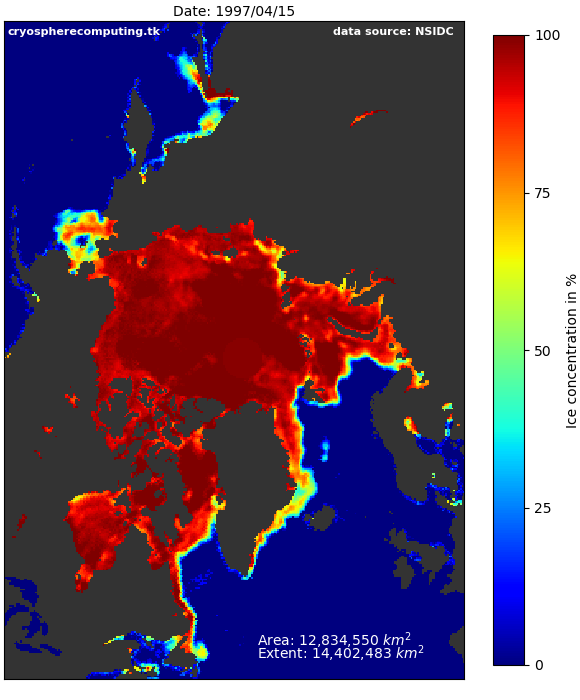 Date: 1997/04/15
cryospherecomputing.tk
data source: NSIDC
100
75
50
25
0
Ice concentration in %
Area: 12,834,550 km²
Extent: 14,402,483 km²